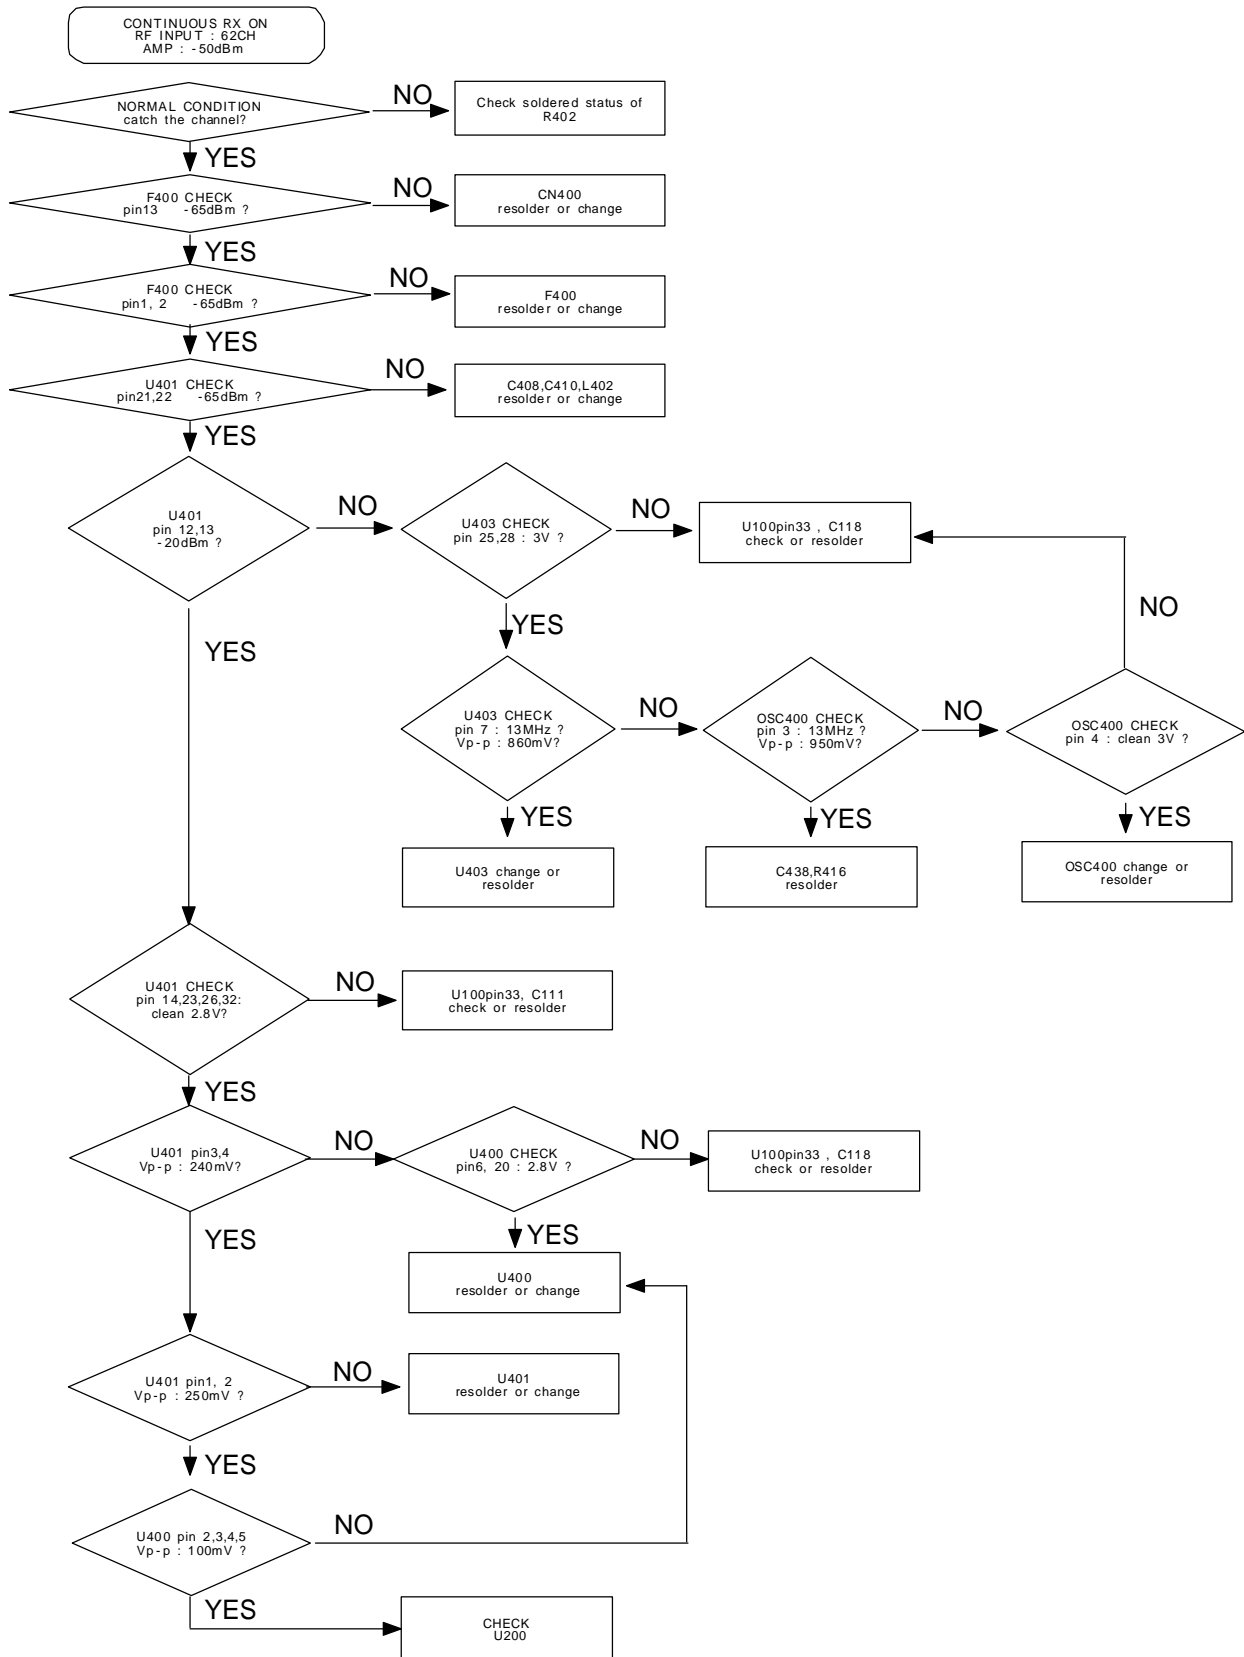 CONTINUOUS RX ON
RF INPUT : 62CH
AMP : -50dBm
NORMAL CONDITION
catch the channel?
NO
Check soldered status of
R402
YES
F400 CHECK
pin13 -65dBm ?
NO
CN400
resolder or change
YES
F400 CHECK
pin1, 2 -65dBm ?
NO
F400
resolder or change
YES
U401 CHECK
pin21,22 -65dBm ?
NO
C408,C410,L402
resolder or change
YES
U401
pin 12,13
-20dBm ?
NO
U403 CHECK
pin 25,28 : 3V ?
NO
U100pin33 , C118
check or resolder
NO
YES
YES
U403 CHECK
pin 7 : 13MHz ?
Vp-p : 860mV?
NO
OSC400 CHECK
pin 3 : 13MHz ?
Vp-p : 950mV?
NO
OSC400 CHECK
pin 4 : clean 3V ?
YES
YES
YES
U403 change or
resolder
C438,R416
resolder
OSC400 change or
resolder
U401 CHECK
pin 14,23,26,32:
clean 2.8V?
NO
U100pin33, C111
check or resolder
YES
U401 pin3,4
Vp-p : 240mV?
NO
U400 CHECK
pin6, 20 : 2.8V ?
NO
U100pin33 , C118
check or resolder
YES
YES
U400
resolder or change
U401 pin1, 2
Vp-p : 250mV ?
NO
U401
resolder or change
YES
U400 pin 2,3,4,5
Vp-p : 100mV ?
NO
YES
CHECK
U200